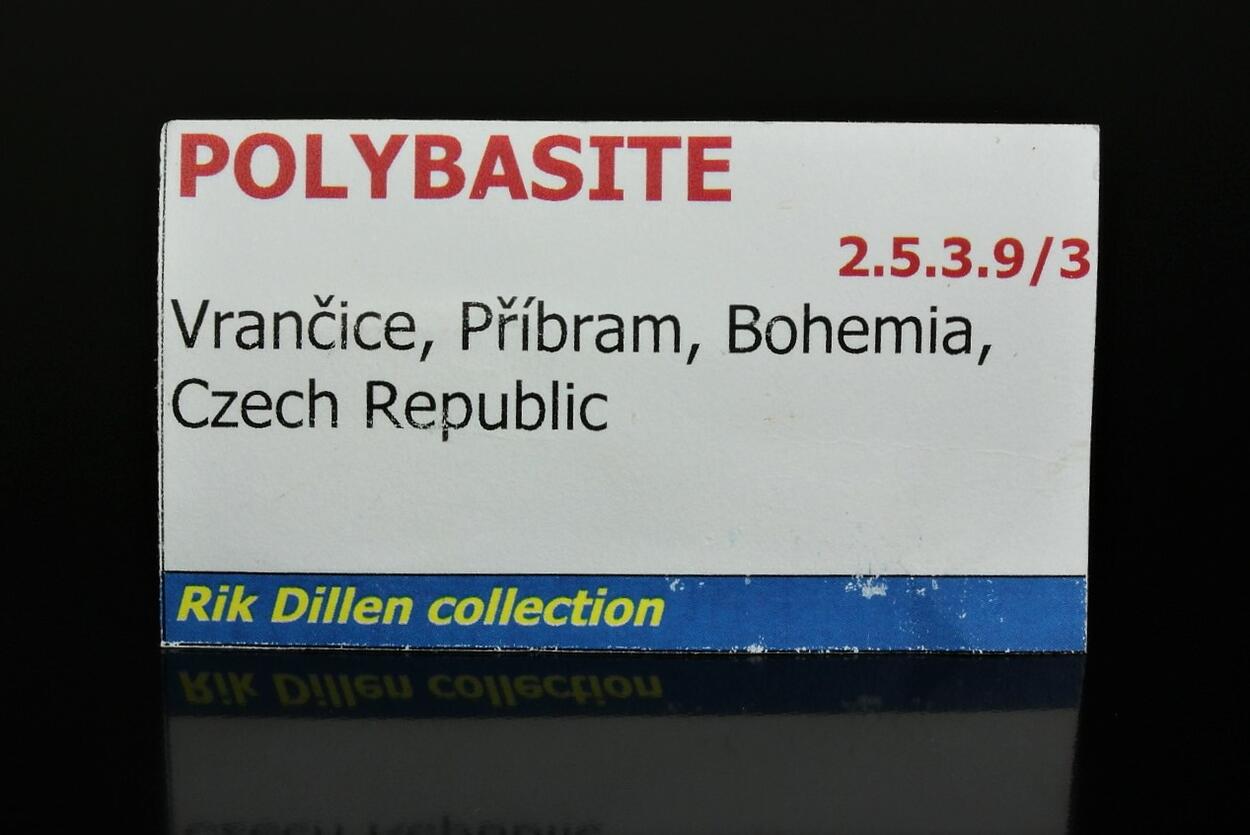 POLYBASITE
2.5.3.9/3
Vrančice, Příbram, Bohemia,
Czech Republic
Rik Dillen collection